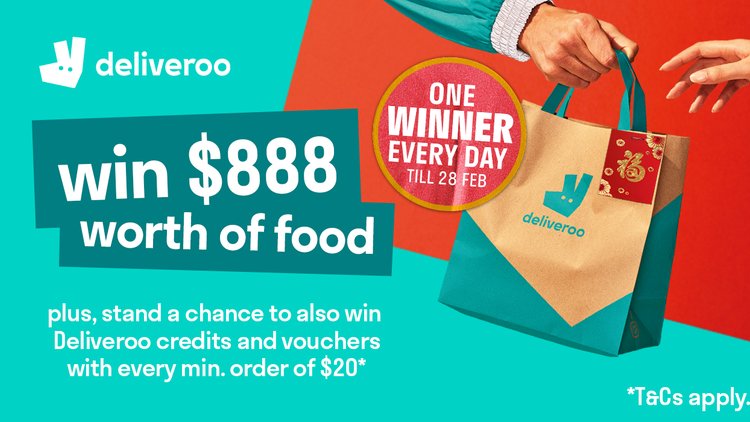 deliveroo
win $888
worth of food
plus, stand a chance to also win
Deliveroo credits and vouchers
with every min. order of $20*
ONE
WINNER
EVERY DAY
TILL 28 FEB
福
deliveroo
*T&Cs apply.